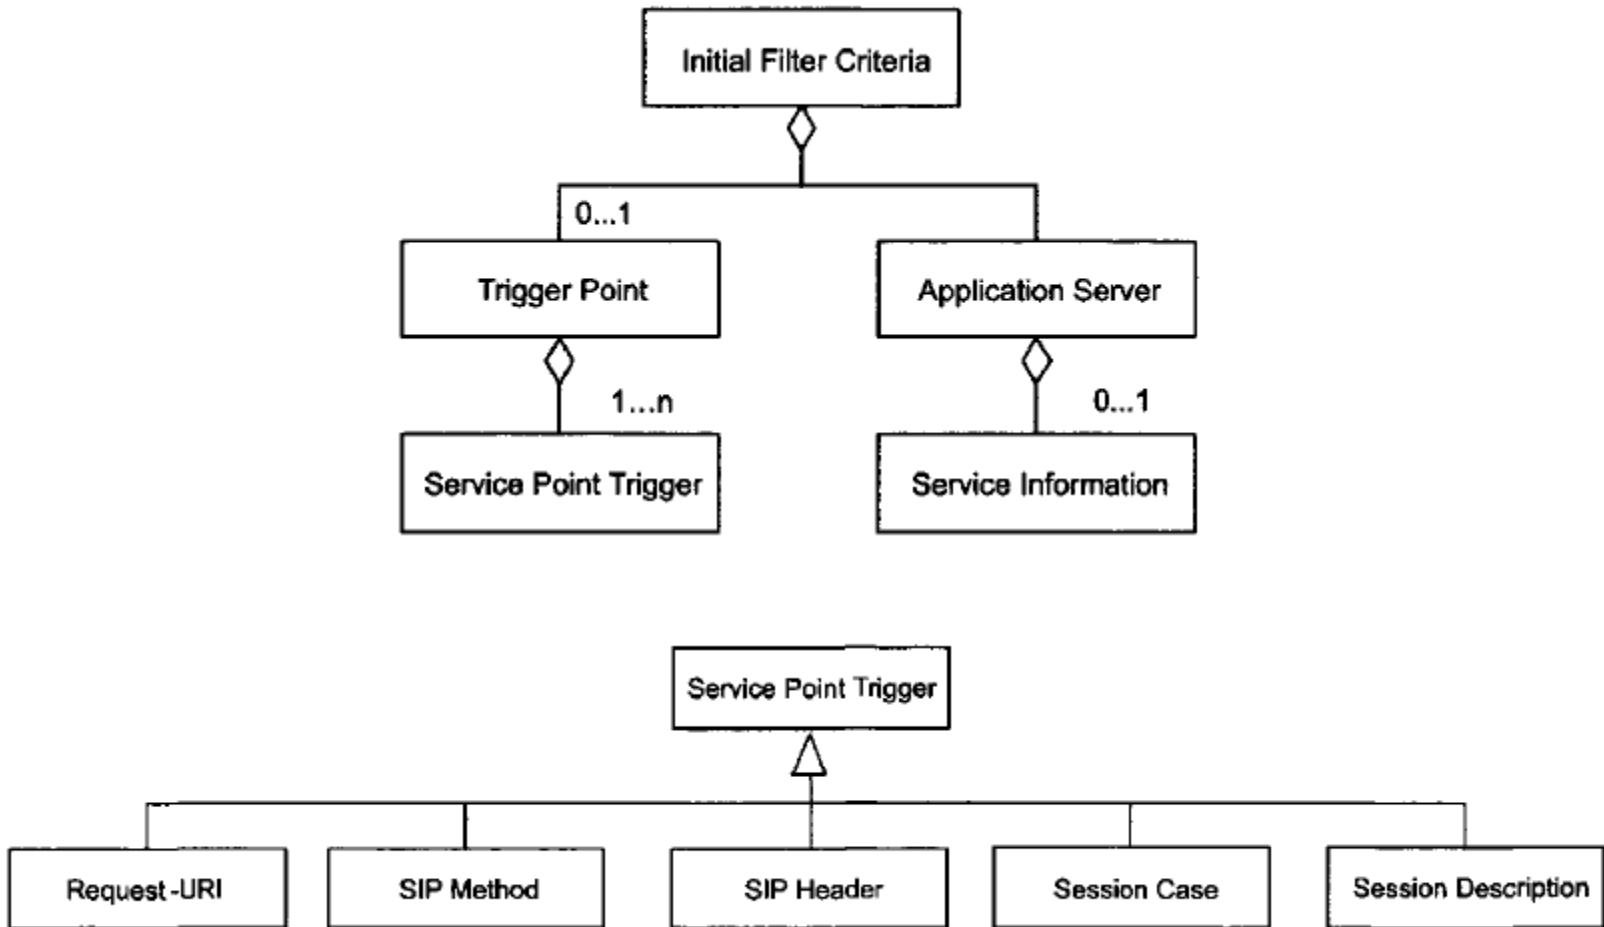 Initial Filter Criteria
0...1
Trigger Point
Application Server
1...n
0...1
Service Point Trigger
Service Information
Service Point Trigger
Request-URI
SIP Method
SIP Header
Session Case
Session Description